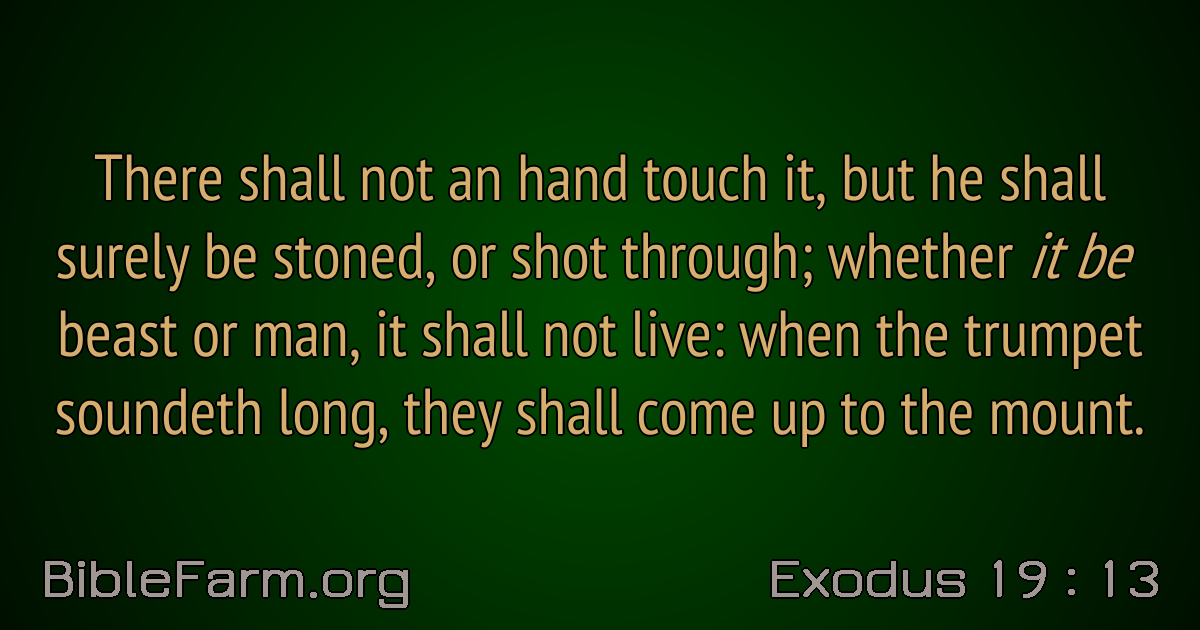 There shall not an hand touch it, but he shall
surely be stoned, or shot through; whether it be
beast or man, it shall not live: when the trumpet
soundeth long, they shall come up to the mount.
BibleFarm.org
Exodus 19 : 13